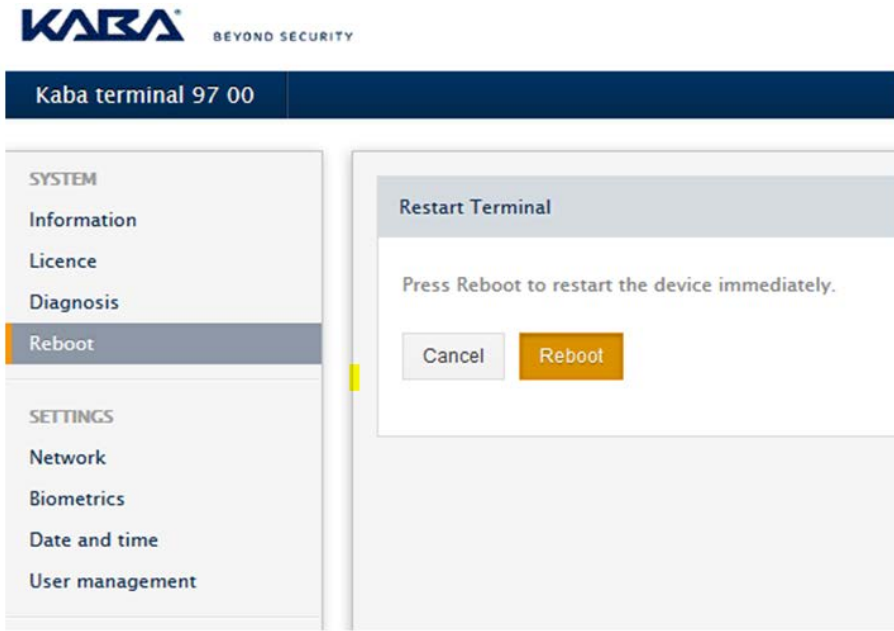 KABA®
BEYOND SECURITY
Kaba terminal 97 00
SYSTEM
Information
Licence
Diagnosis
Reboot
SETTINGS
Network
Biometrics
Date and time
User management
Restart Terminal
Press Reboot to restart the device immediately.
Cancel
Reboot